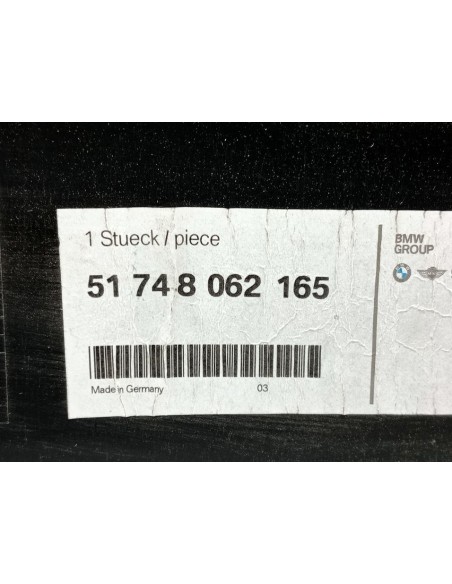 1 Stueck / piece
51 74 8 062 165
Made in Germany 03
BMW
GROUP